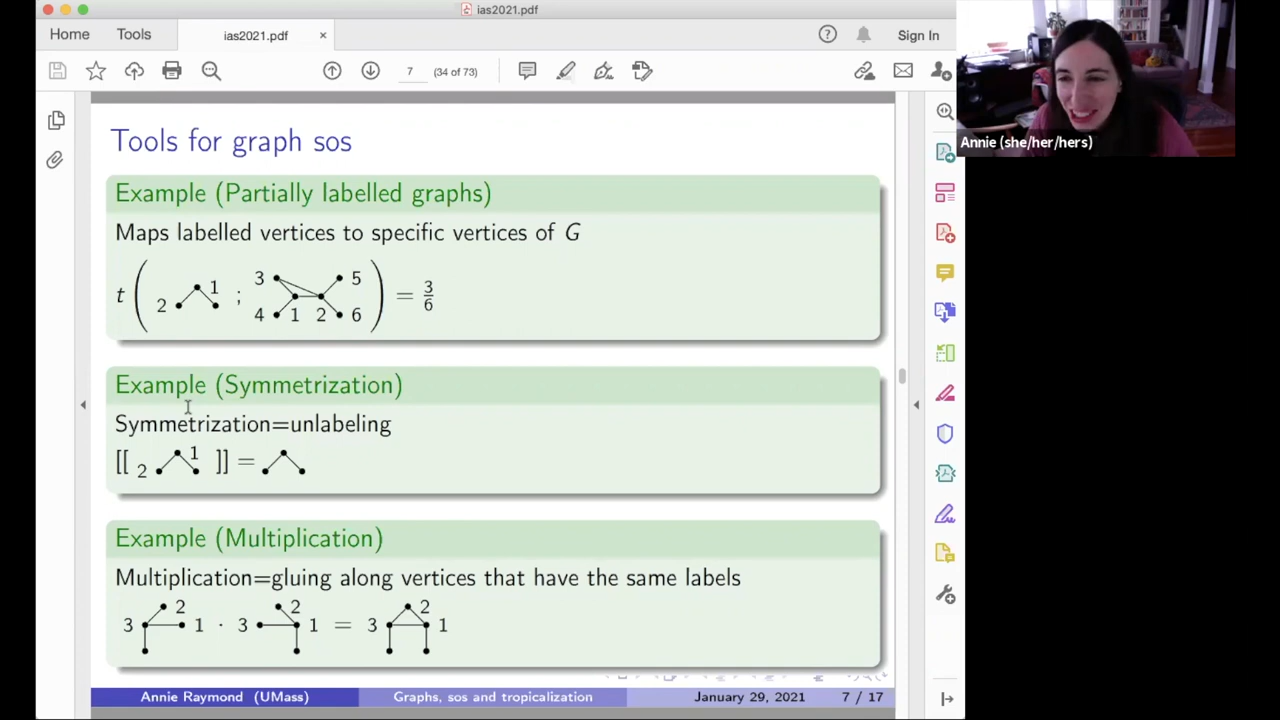 ias2021.pdf
Home Tools ias2021.pdf × ? Sign In
7 (34 of 73)
Annie (she/her/hers)
Tools for graph sos
Example (Partially labelled graphs)
Maps labelled vertices to specific vertices of G
t ( 2 1 ; 3 4 1 2 5 6 ) = 3/6
Example (Symmetrization)
Symmetrization=unlabeling
[[ 2 1 ]] =
Example (Multiplication)
Multiplication=gluing along vertices that have the same labels
3 2 1 · 3 2 1 = 3 2 1
Annie Raymond (UMass) Graphs, sos and tropicalization January 29, 2021 7 / 17